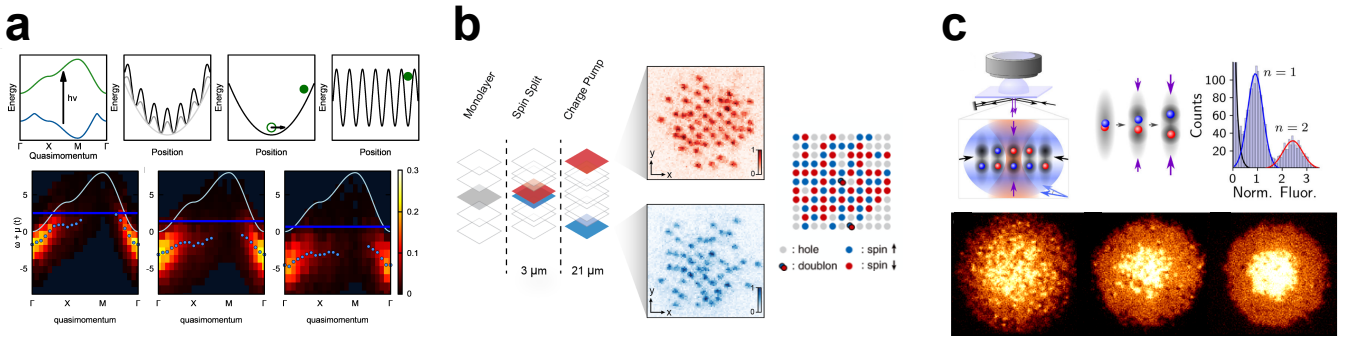 a
Energy
hν
Γ X M Γ
Quasimomentum
Energy
Position
Energy
Position
Energy
Position
ω + μ (t)
5
0
-5
Γ X M Γ
quasimomentum
5
0
-5
Γ X M Γ
quasimomentum
5
0
-5
Γ X M Γ
quasimomentum
0.3
0.2
0.1
0
b
Monolayer
Spin Split
Charge Pump
3 μm
21 μm
y
x
1
0
y
x
1
0
: hole
: spin ↑
: doublon
: spin ↓
c
Counts
100
80
60
40
20
n = 1
n = 2
0 1 2 3
Norm. Fluor.